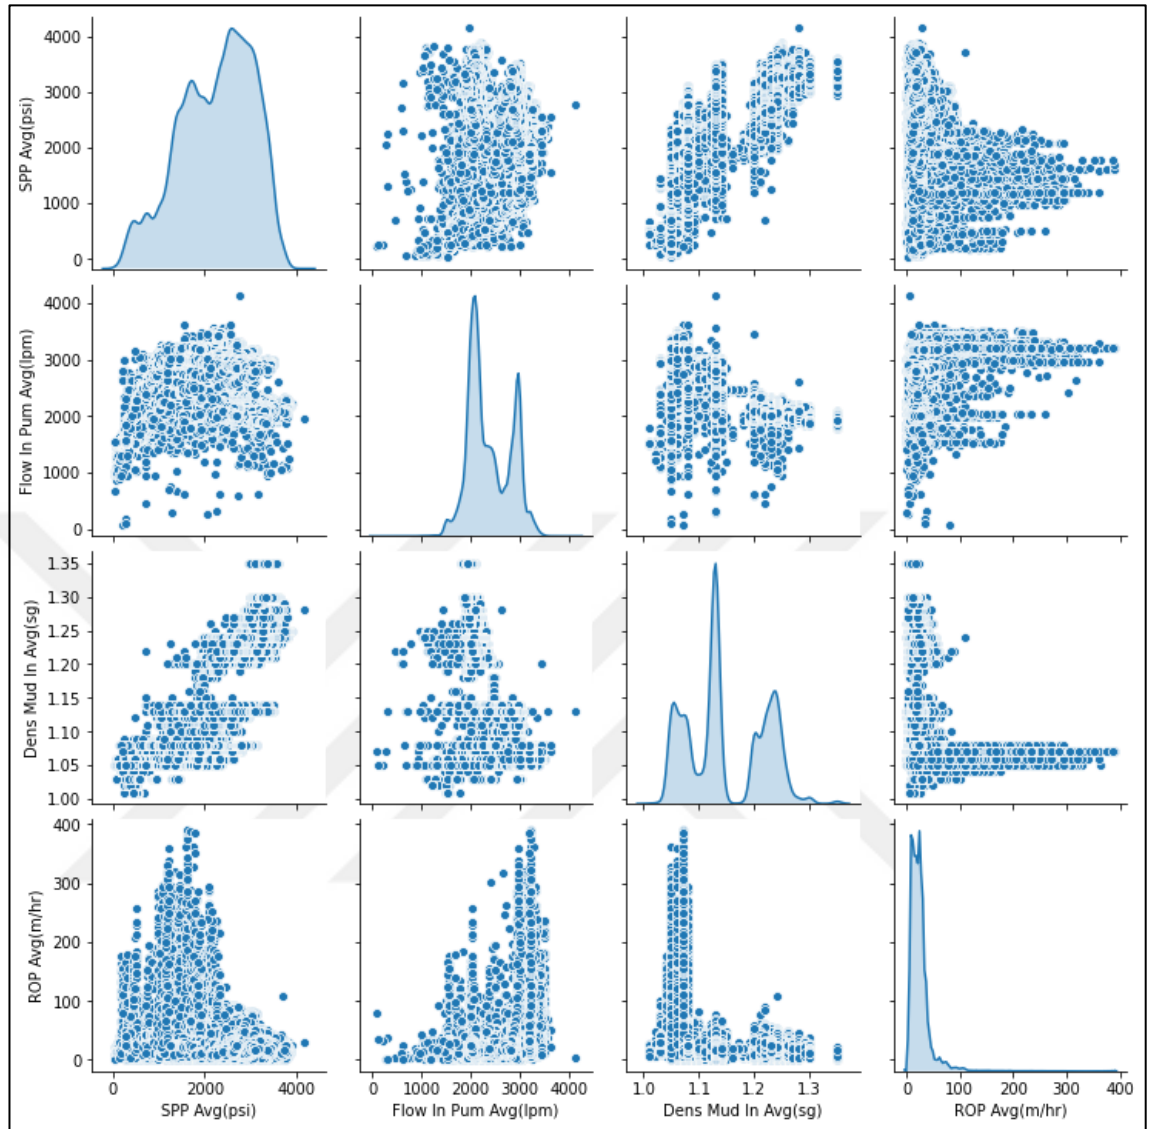 SPP Avg(psi)
4000
3000
2000
1000
0
Flow In Pum Avg(lpm)
4000
3000
2000
1000
0
Dens Mud In Avg(sg)
1.35
1.30
1.25
1.20
1.15
1.10
1.05
1.00
ROP Avg(m/hr)
400
300
200
100
0
0 2000 4000
0 1000 2000 3000 4000
1.0 1.1 1.2 1.3
0 100 200 300 400
SPP Avg(psi)
Flow In Pum Avg(lpm)
Dens Mud In Avg(sg)
ROP Avg(m/hr)